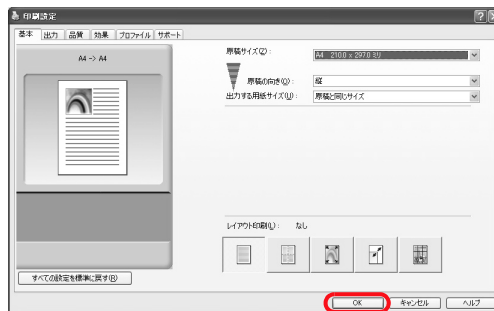 印刷設定
基本 出力 品質 効果 プロファイル サポート
A4 -> A4
原稿サイズ(Z): A4 2100 x 2970 ミリ
原稿の向き(O): 縦
出力する用紙サイズ(U): 原稿と同じサイズ
レイアウト印刷(L): なし
すべての設定を標準に戻す(R)
OK キャンセル ヘルプ